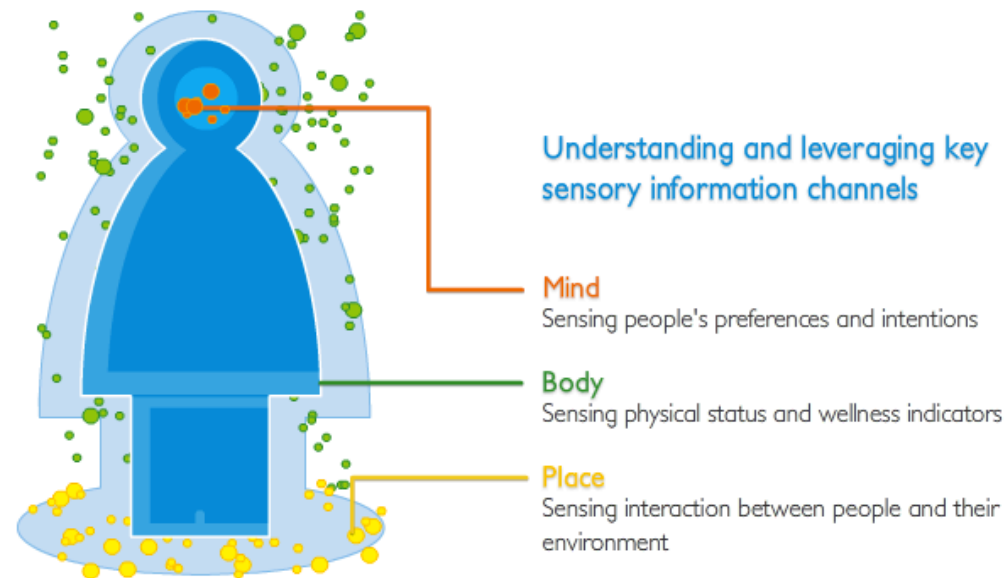 Understanding and leveraging key
sensory information channels
Mind
Sensing people's preferences and intentions
Body
Sensing physical status and wellness indicators
Place
Sensing interaction between people and their
environment